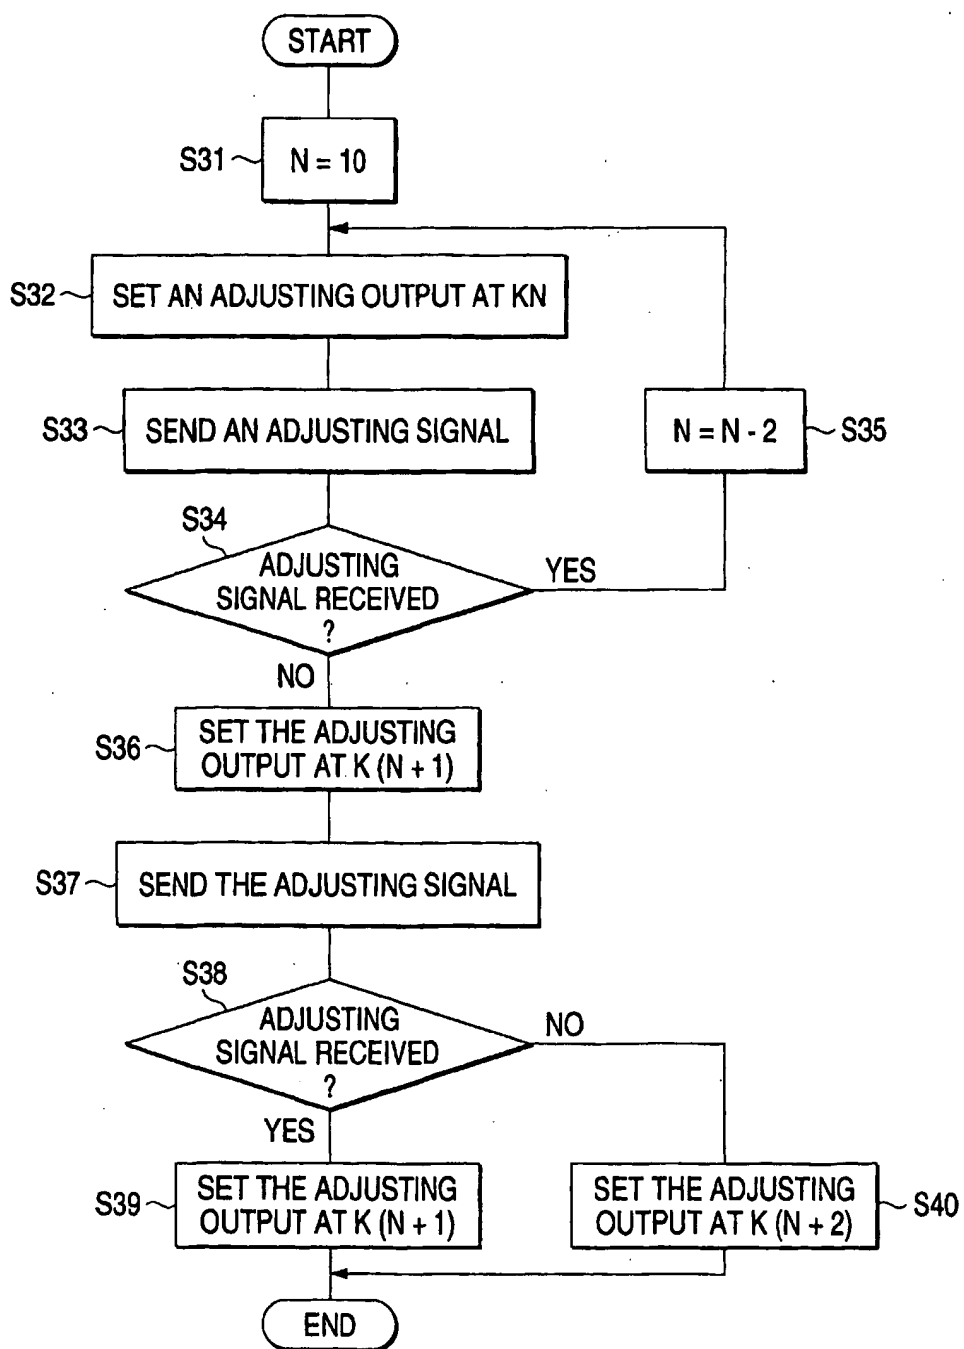 START
S31
N = 10
S32
SET AN ADJUSTING OUTPUT AT KN
S33
SEND AN ADJUSTING SIGNAL
N = N - 2
S35
S34
ADJUSTING
SIGNAL RECEIVED
?
YES
NO
S36
SET THE ADJUSTING
OUTPUT AT K (N + 1)
S37
SEND THE ADJUSTING SIGNAL
S38
ADJUSTING
SIGNAL RECEIVED
?
NO
YES
S39
SET THE ADJUSTING
OUTPUT AT K (N + 1)
SET THE ADJUSTING
OUTPUT AT K (N + 2)
S40
END